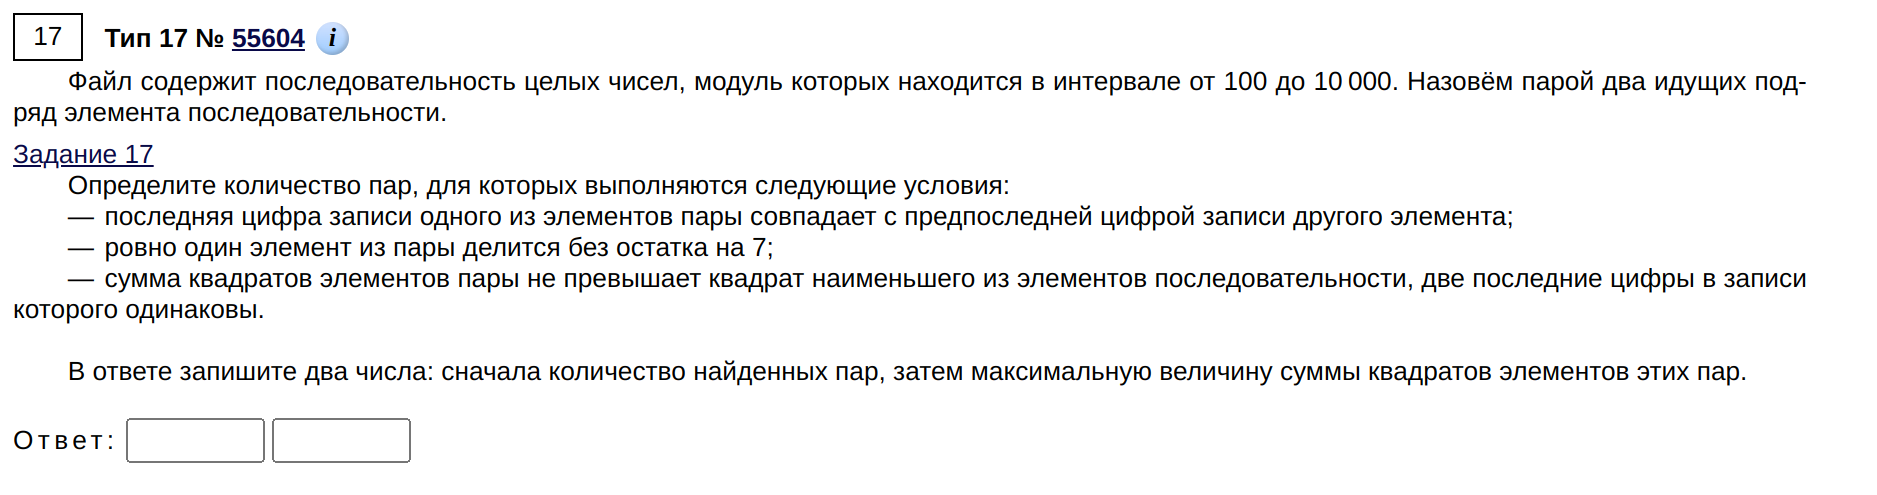 17
Тип 17 № 55604 i
Файл содержит последовательность целых чисел, модуль которых находится в интервале от 100 до 10 000. Назовём парой два идущих под-
ряд элемента последовательности.
Задание 17
Определите количество пар, для которых выполняются следующие условия:
— последняя цифра записи одного из элементов пары совпадает с предпоследней цифрой записи другого элемента;
— ровно один элемент из пары делится без остатка на 7;
— сумма квадратов элементов пары не превышает квадрат наименьшего из элементов последовательности, две последние цифры в записи
которого одинаковы.
В ответе запишите два числа: сначала количество найденных пар, затем максимальную величину суммы квадратов элементов этих пар.
Ответ: